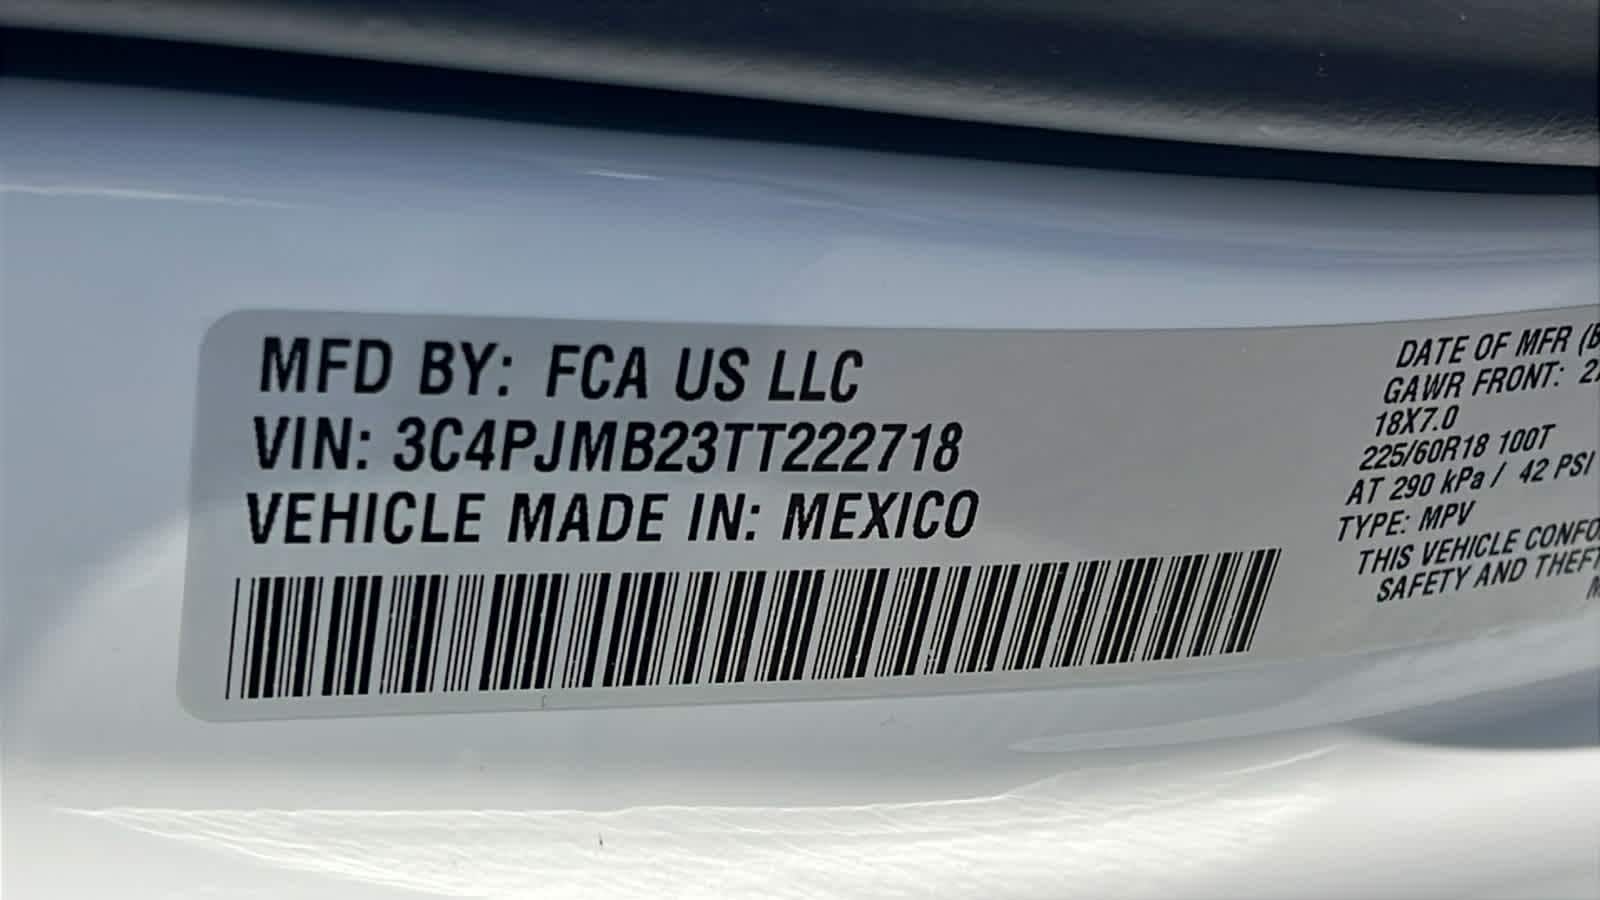 MFD BY: FCA US LLC
VIN: 3C4PJMB23TT222718
VEHICLE MADE IN: MEXICO
DATE OF MFR
GAWR FRONT:
18X7.0
225/60R18 100T
AT 290 kPa / 42 PSI
TYPE: MPV
THIS VEHICLE
SAFETY AND